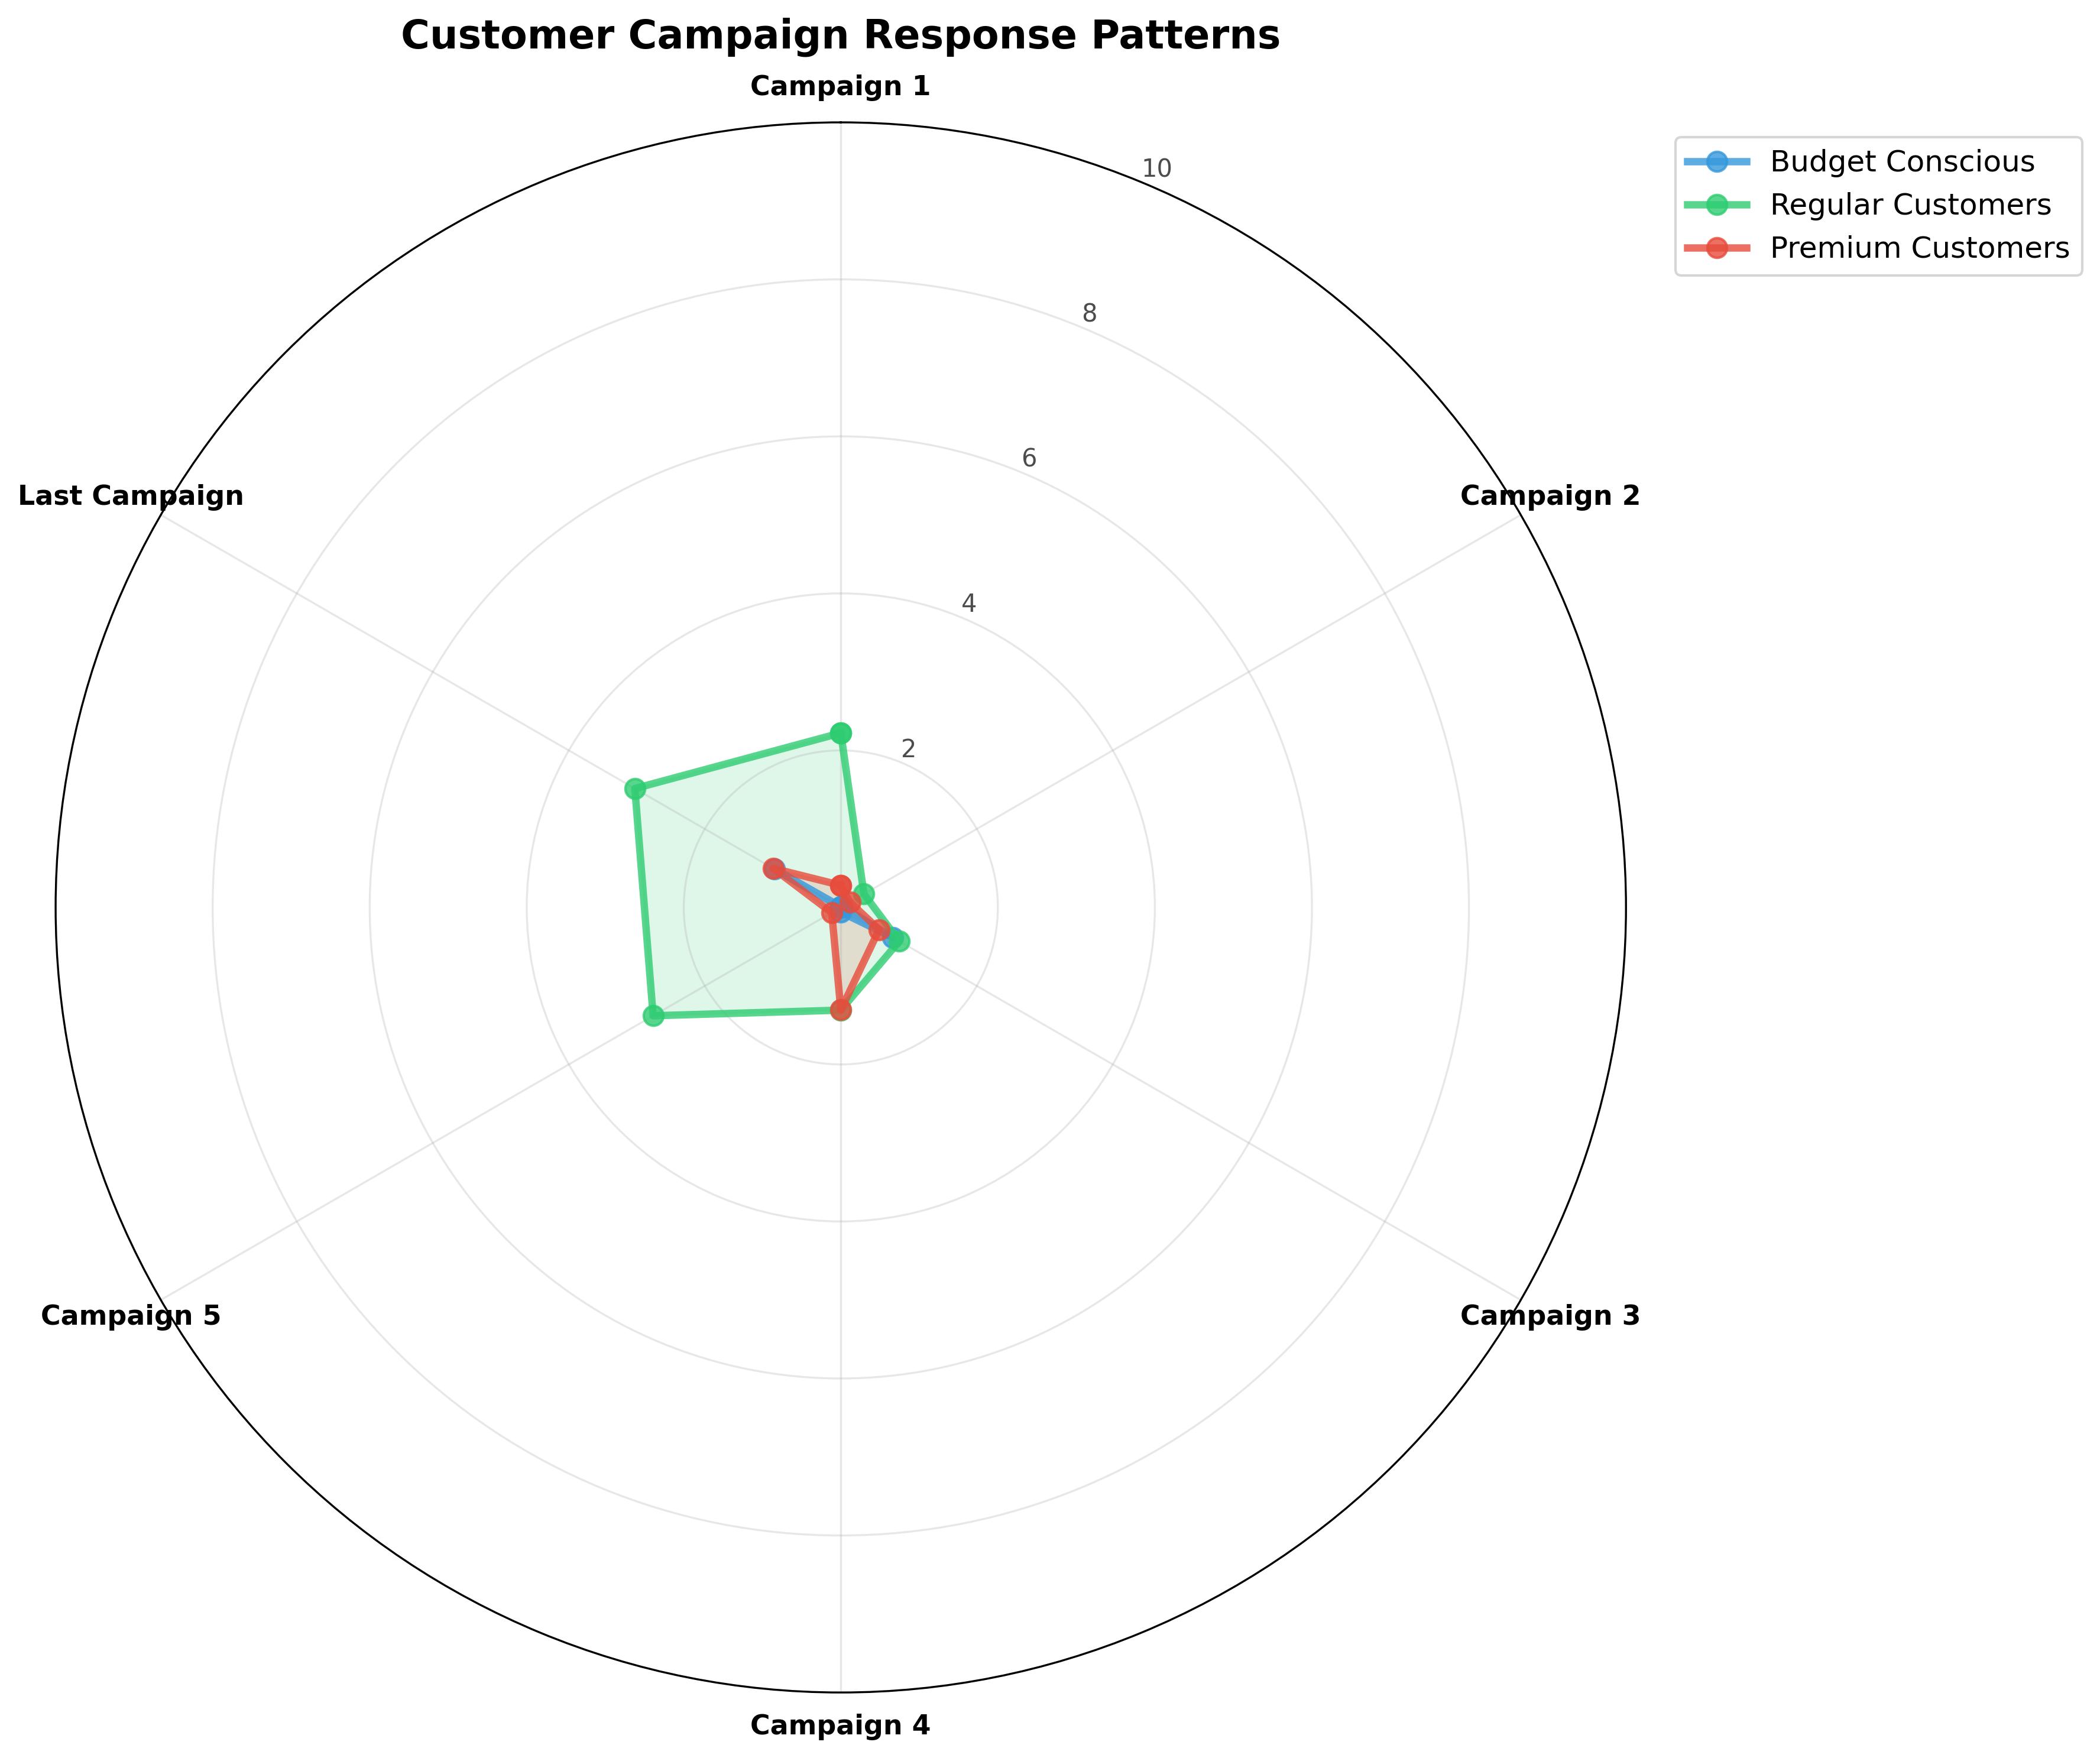 Customer Campaign Response Patterns
Campaign 1
10
Budget Conscious
Regular Customers
Premium Customers
8
6
Last Campaign
Campaign 2
4
2
Campaign 5
Campaign 3
Campaign 4